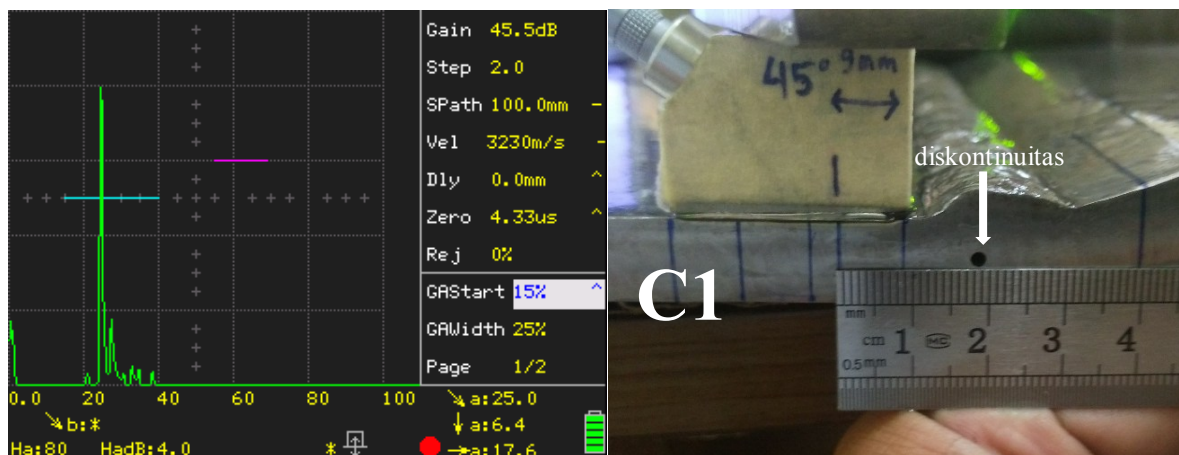 Gain 45.5dB
Step 2.0
SPath 100.0mm -
Vel 3230m/s -
Dly 0.0mm ^
Zero 4.33us ^
Rej 0%
GAStart 15% ^
GAWidth 25%
Page 1/2
0.0 20 40 60 80 100
↘a:25.0
↘b:* ↓a:6.4
Ha:80 HadB:4.0 * →a:17.6
45° 9mm
diskontinuitas
C1
mm
cm 1 MC 2 3 4
0.5mm